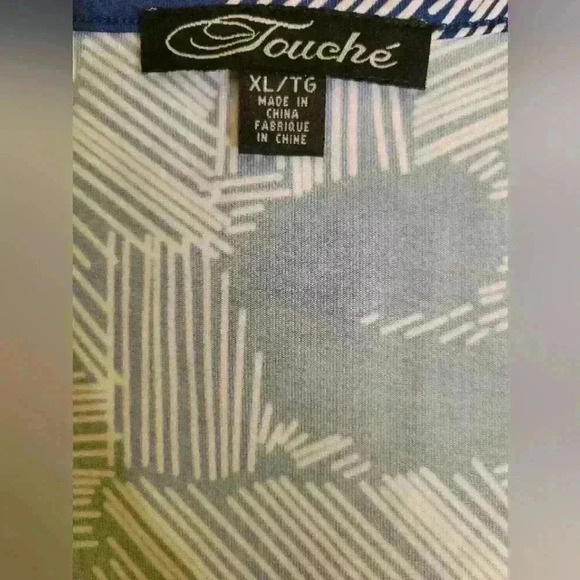 Touché
XL/TG
MADE IN
CHINA
FABRIQUE
IN CHINE